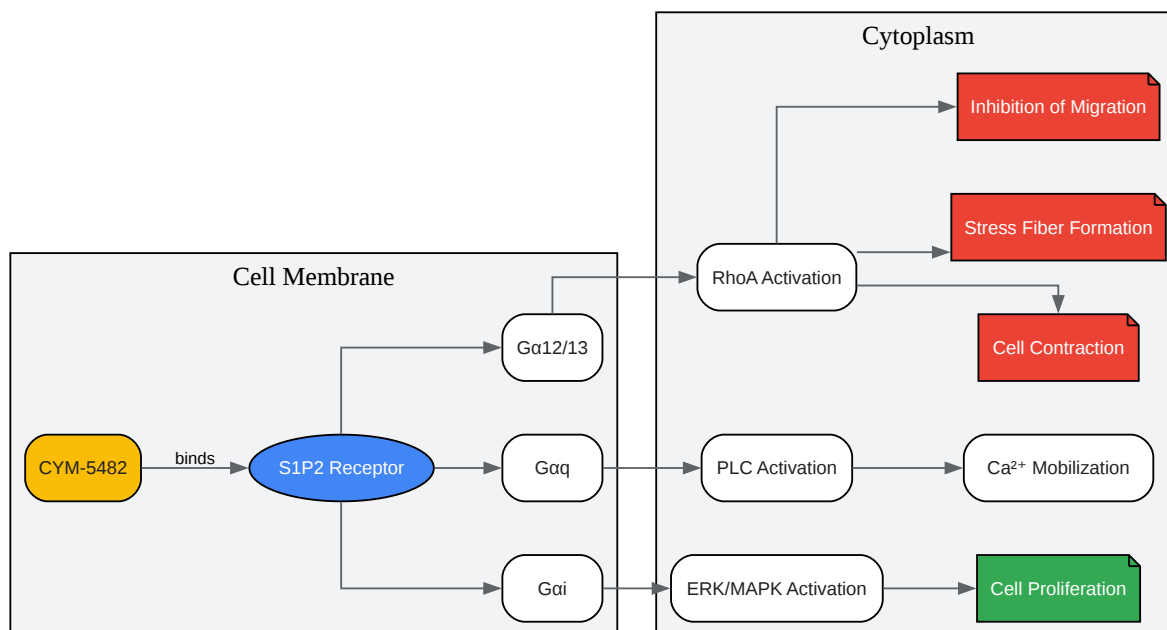 Cytoplasm
Inhibition of Migration
Stress Fiber Formation
Cell Membrane
RhoA Activation
Gα12/13
Cell Contraction
CYM-5482
binds
S1P2 Receptor
Gαq
PLC Activation
Ca²⁺ Mobilization
Gαi
ERK/MAPK Activation
Cell Proliferation